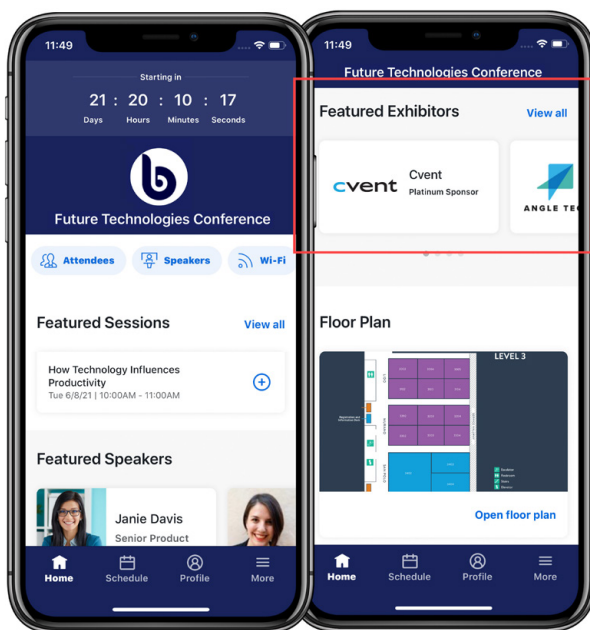 11:49
Starting in
21 : 20 : 10 : 17
Days Hours Minutes Seconds
b
Future Technologies Conference
Attendees
Speakers
Wi-Fi
Featured Sessions
View all
How Technology Influences
Productivity
Tue 6/8/21 | 10:00AM - 11:00AM
Featured Speakers
Janie Davis
Senior Product
Home
Schedule
Profile
More
11:49
Future Technologies Conference
Featured Exhibitors
View all
cvent
Cvent
Platinum Sponsor
ANGLE TE
Floor Plan
LEVEL 3
Open floor plan
Home
Schedule
Profile
More